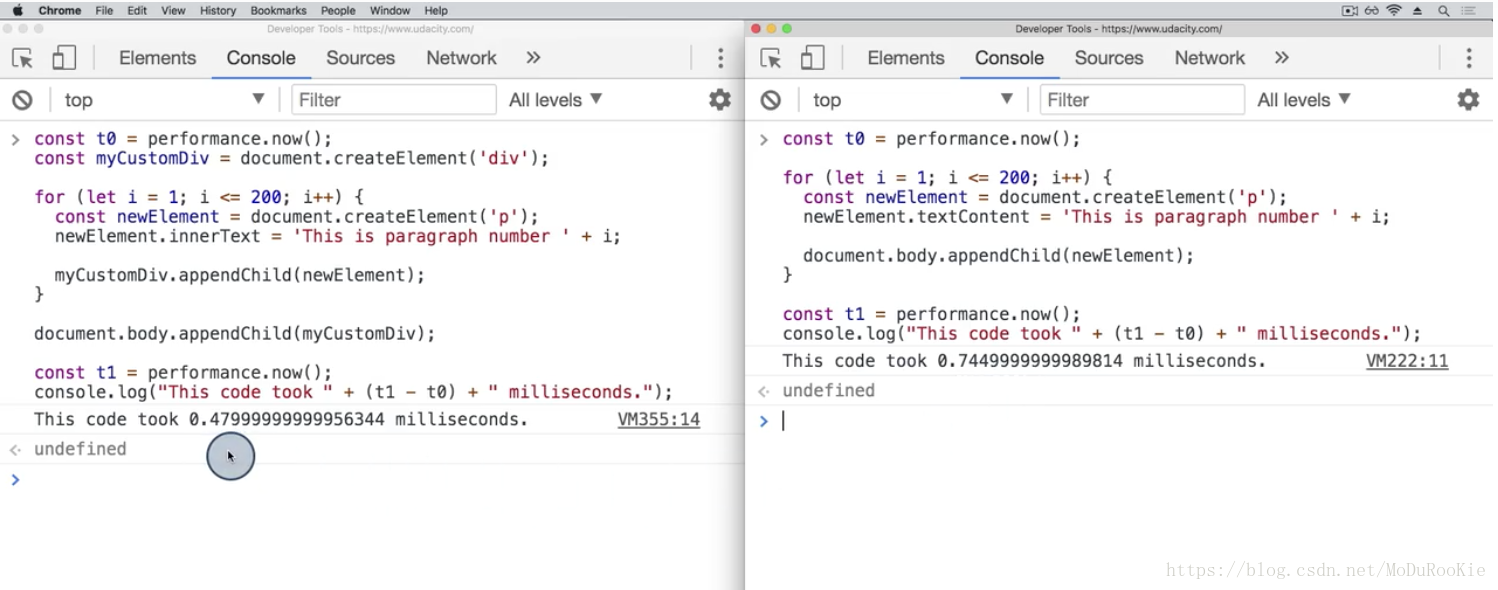 Chrome File Edit View History Bookmarks People Window Help
Developer Tools - https://www.udacity.com/
Elements Console Sources Network »
top ▼ Filter All levels ▼
> const t0 = performance.now();
const myCustomDiv = document.createElement('div');
for (let i = 1; i <= 200; i++) {
const newElement = document.createElement('p');
newElement.innerText = 'This is paragraph number ' + i;
myCustomDiv.appendChild(newElement);
}
document.body.appendChild(myCustomDiv);
const t1 = performance.now();
console.log("This code took " + (t1 - t0) + " milliseconds.");
This code took 0.47999999999956344 milliseconds. VM355:14
undefined
>
Developer Tools - https://www.udacity.com/
Elements Console Sources Network »
top ▼ Filter All levels ▼
> const t0 = performance.now();
for (let i = 1; i <= 200; i++) {
const newElement = document.createElement('p');
newElement.textContent = 'This is paragraph number ' + i;
document.body.appendChild(newElement);
}
const t1 = performance.now();
console.log("This code took " + (t1 - t0) + " milliseconds.");
This code took 0.7449999999989814 milliseconds. VM222:11
undefined
>
https://blog.csdn.net/MoDuRooKie